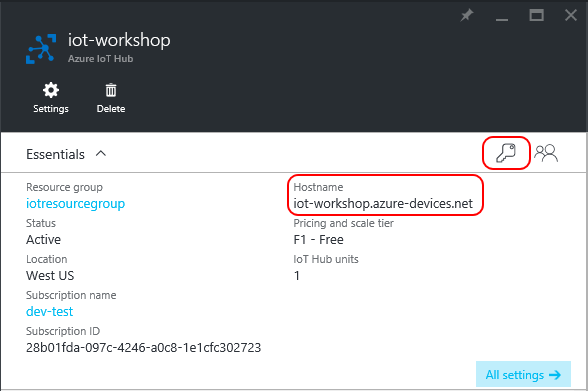 iot-workshop
Azure IoT Hub
Settings
Delete
Essentials
Resource group
iotresourcegroup
Status
Active
Location
West US
Subscription name
dev-test
Subscription ID
28b01fda-097c-4246-a0c8-1e1cfc302723
Hostname
iot-workshop.azure-devices.net
Pricing and scale tier
F1 - Free
IoT Hub units
1
All settings →